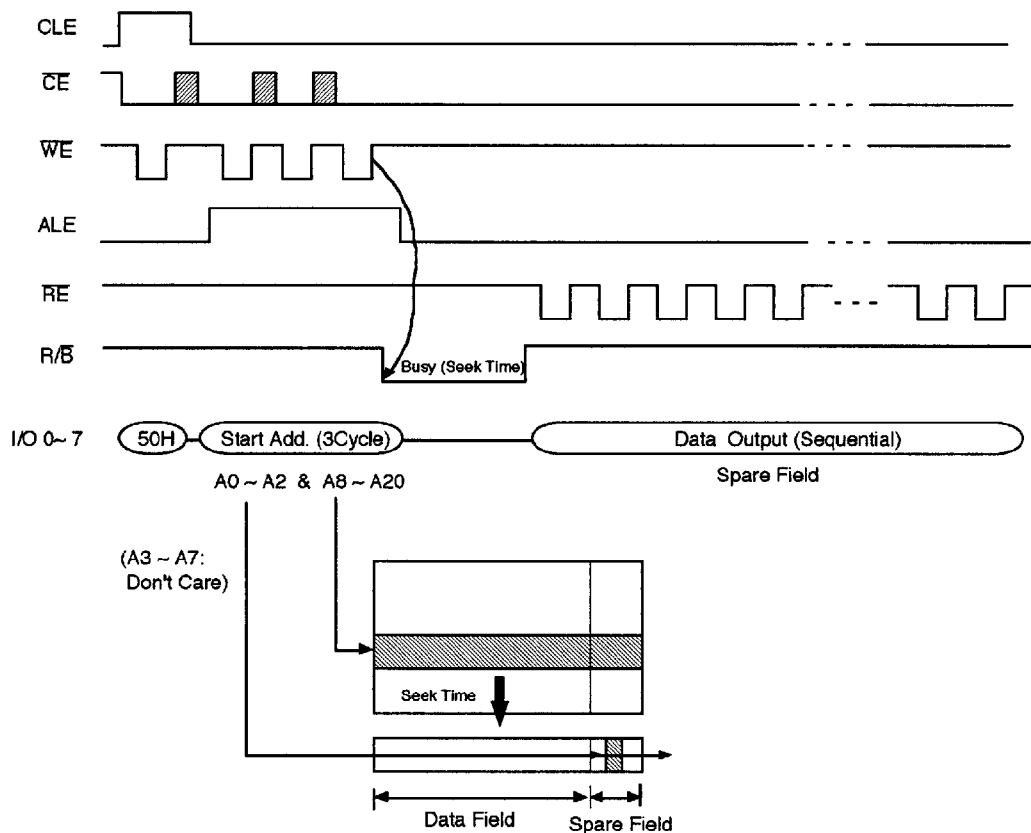 CLE
CE
WE
ALE
RE
R/B
Busy (Seek Time)
I/O 0~ 7
50H
Start Add. (3Cycle)
Data Output (Sequential)
A0 ~ A2 & A8 ~ A20
Spare Field
(A3 ~ A7:
Don't Care)
Seek Time
Data Field
Spare Field